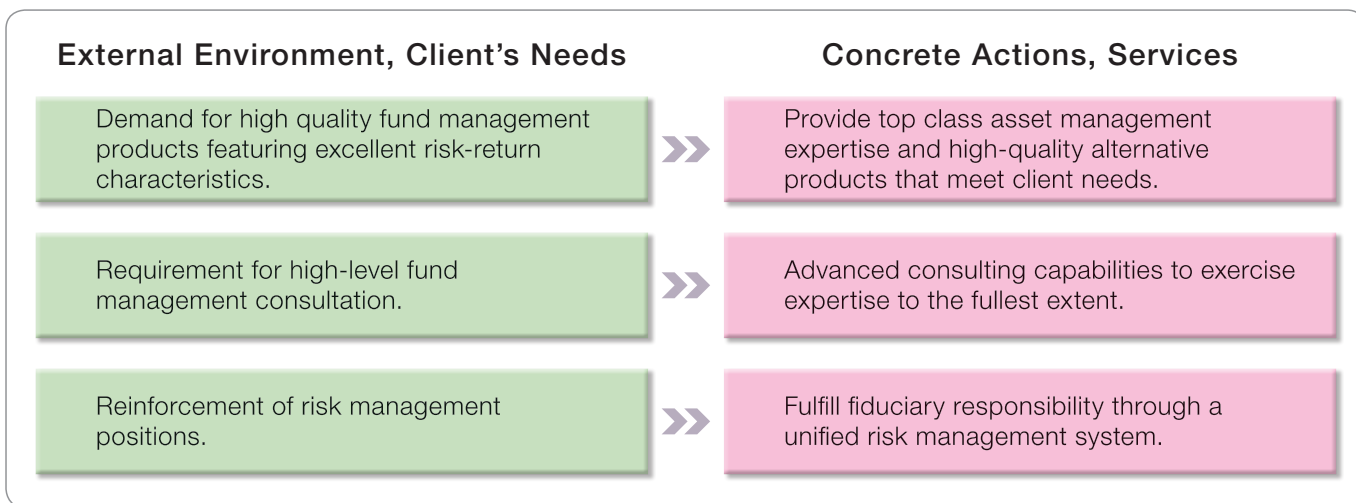 External Environment, Client's Needs
Concrete Actions, Services
Demand for high quality fund management
products featuring excellent risk-return
characteristics.
Provide top class asset management
expertise and high-quality alternative
products that meet client needs.
Requirement for high-level fund
management consultation.
Advanced consulting capabilities to exercise
expertise to the fullest extent.
Reinforcement of risk management
positions.
Fulfill fiduciary responsibility through a
unified risk management system.